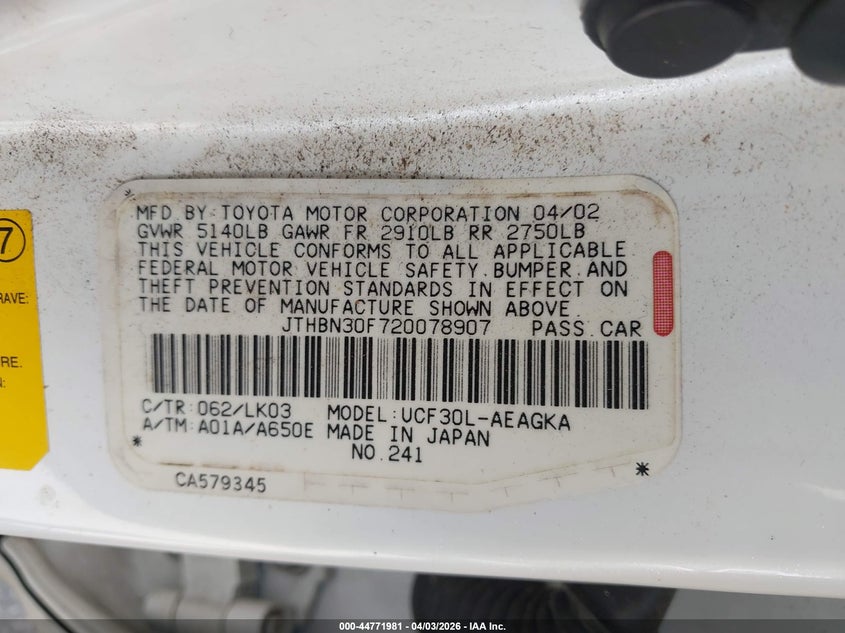 MFD BY: TOYOTA MOTOR CORPORATION 04/02
GVWR 5140LB GAWR FR 2910LB RR 2750LB
THIS VEHICLE CONFORMS TO ALL APPLICABLE
FEDERAL MOTOR VEHICLE SAFETY.BUMPER.AND
THEFT PREVENTION STANDARDS IN EFFECT ON
THE DATE OF MANUFACTURE SHOWN ABOVE.
JTHBN30F720078907 PASS.CAR
C/TR:062/LK03 MODEL:UCF30L-AEAGKA
A/TM:A01A/A650E MADE IN JAPAN
NO.241
CA579345
7
RAVE:
RE.
N:
000-44771981 - 04/03/2026 - IAA Inc.